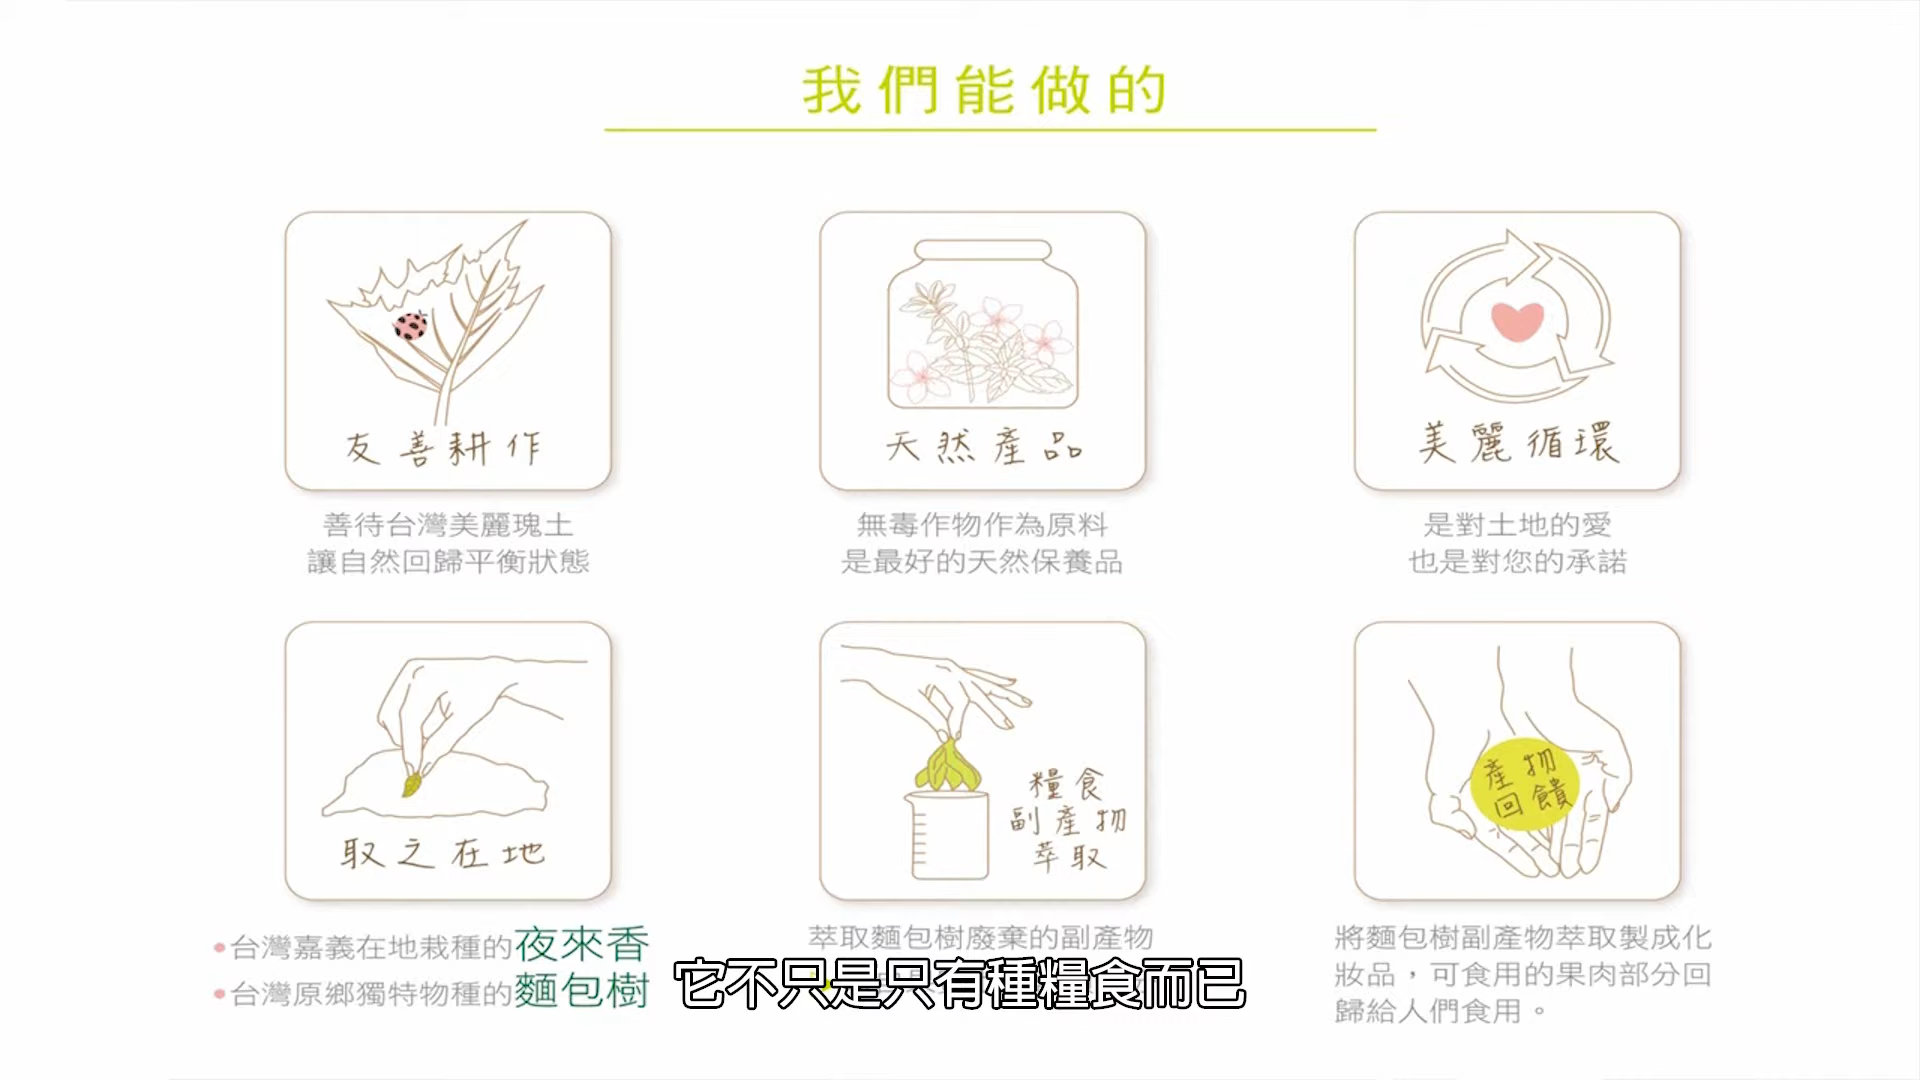 我們能做的
友善耕作
善待台灣美麗瑰土
讓自然回歸平衡狀態
天然產品
無毒作物作為原料
是最好的天然保養品
美麗循環
是對土地的愛
也是對您的承諾
取之在地
•台灣嘉義在地栽種的夜來香
•台灣原鄉獨特物種的麵包樹
糧食
副產物
萃取
萃取麵包樹廢棄的副產物
產物
回饋
將麵包樹副產物萃取製成化
妝品，可食用的果肉部分回
歸給人們食用。
它不只是只有種糧食而已